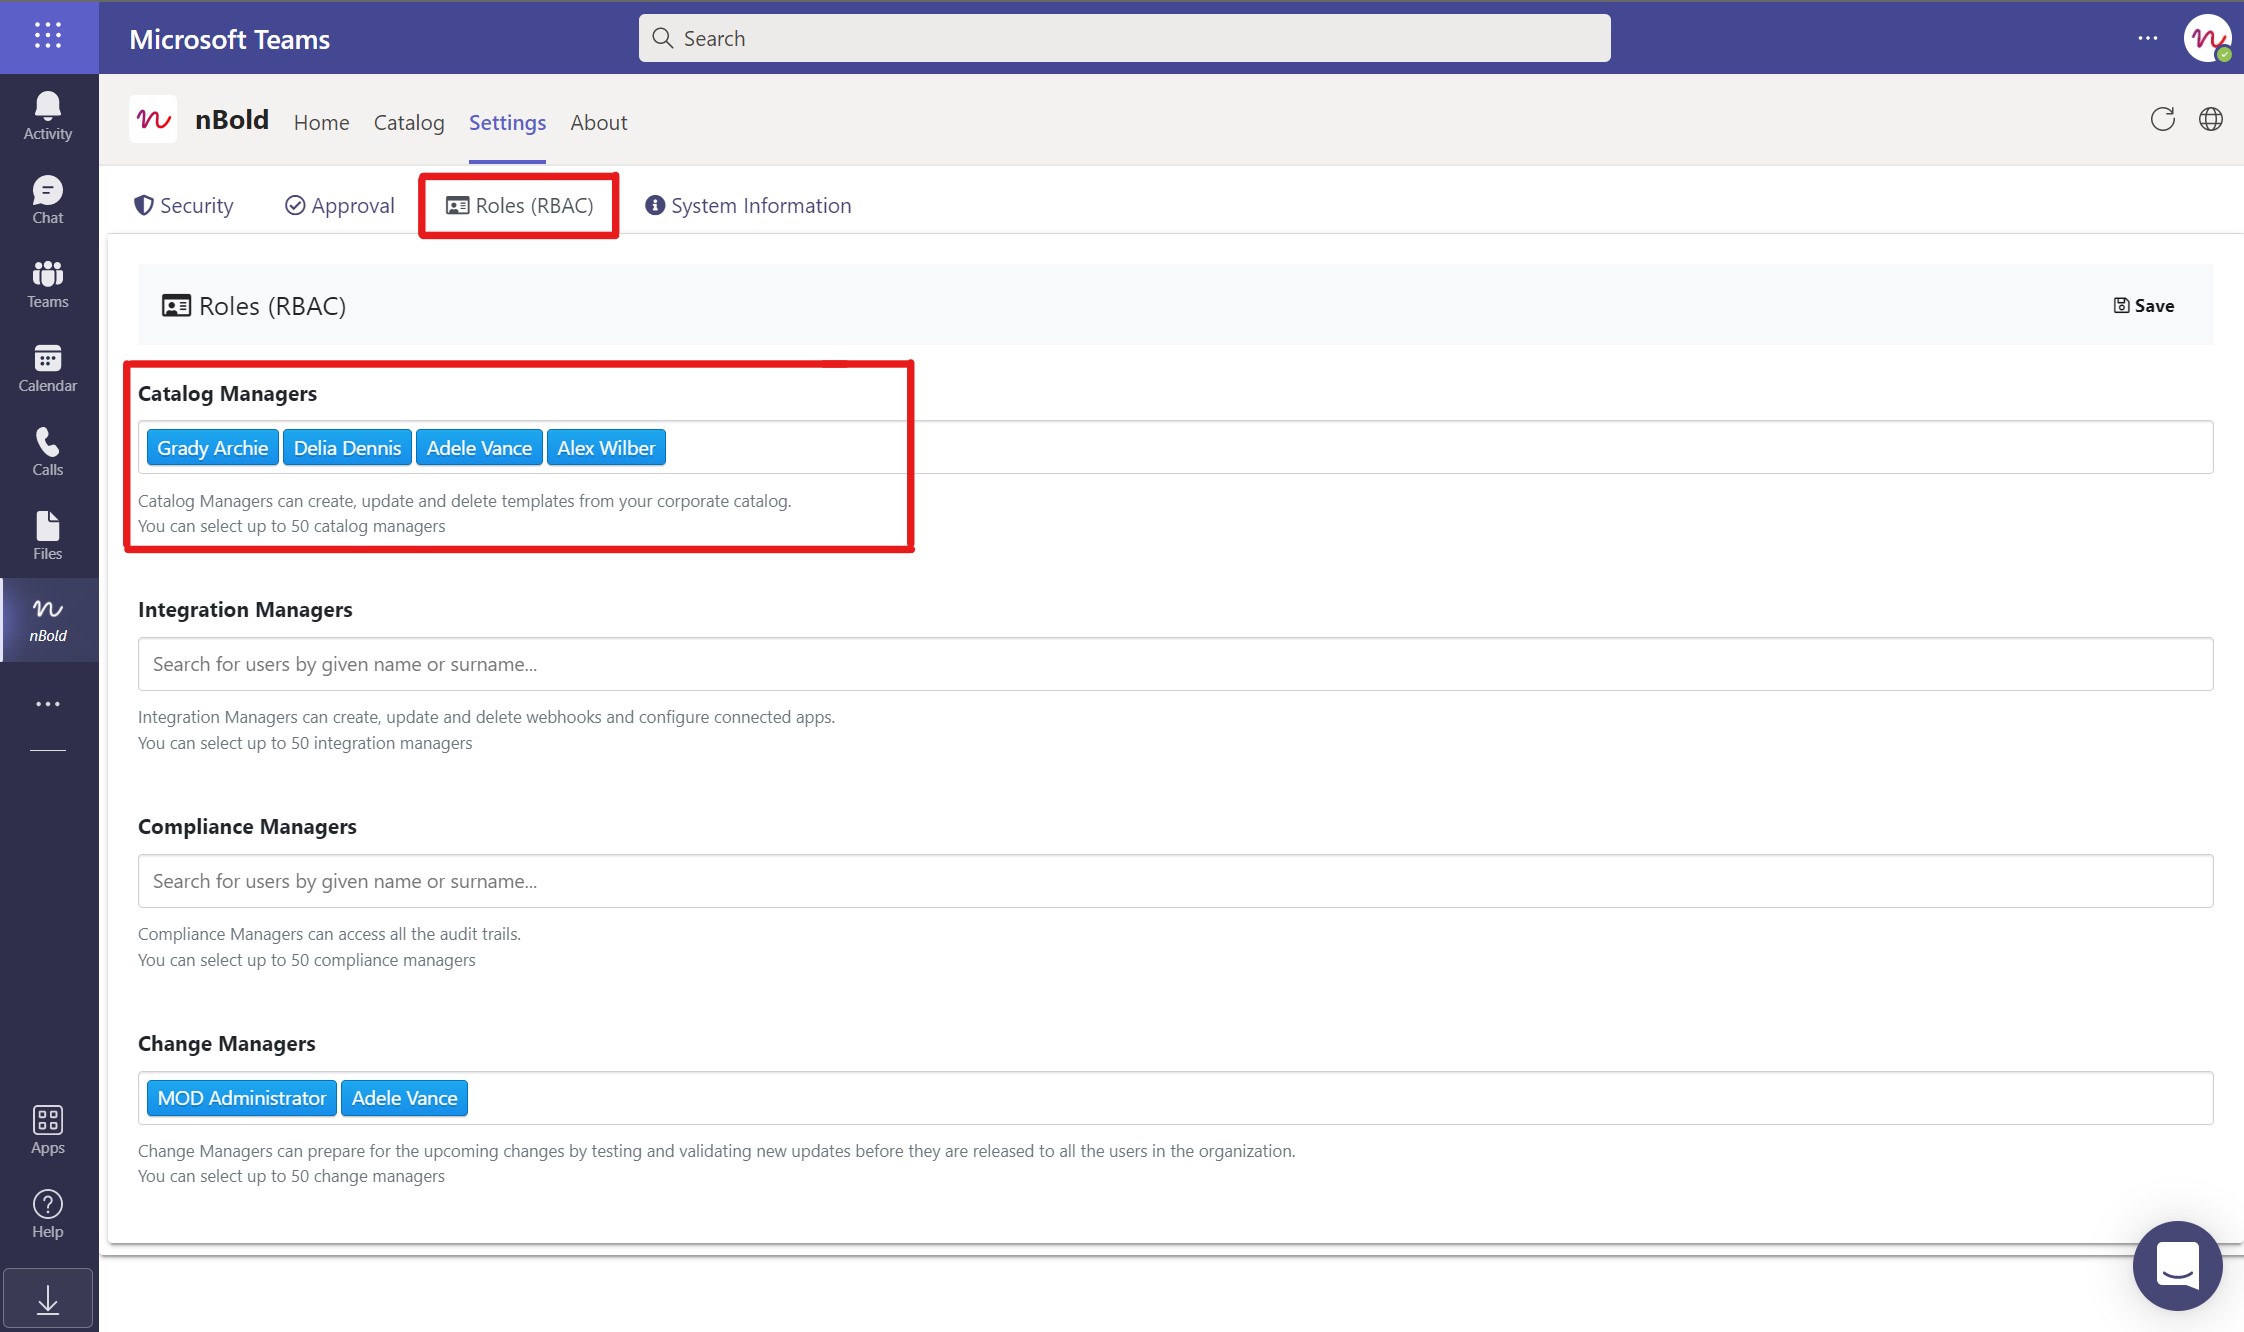 Microsoft Teams
Search
Activity
Chat
Teams
Calendar
Calls
Files
nBold
Apps
Help
nBold Home Catalog Settings About
Security Approval Roles (RBAC) System Information
Roles (RBAC)
Save
Catalog Managers
Grady Archie Delia Dennis Adele Vance Alex Wilber
Catalog Managers can create, update and delete templates from your corporate catalog.
You can select up to 50 catalog managers
Integration Managers
Search for users by given name or surname...
Integration Managers can create, update and delete webhooks and configure connected apps.
You can select up to 50 integration managers
Compliance Managers
Search for users by given name or surname...
Compliance Managers can access all the audit trails.
You can select up to 50 compliance managers
Change Managers
MOD Administrator Adele Vance
Change Managers can prepare for the upcoming changes by testing and validating new updates before they are released to all the users in the organization.
You can select up to 50 change managers